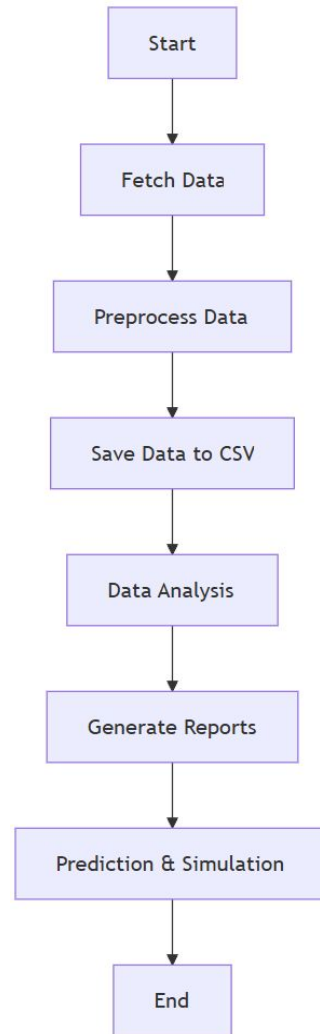 Start
Fetch Data
Preprocess Data
Save Data to CSV
Data Analysis
Generate Reports
Prediction & Simulation
End